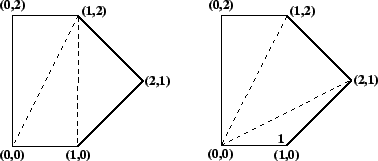 (0,2) (1,2) (0,2) (1,2)
(2,1) (2,1)
1
(0,0) (1,0) (0,0) (1,0)